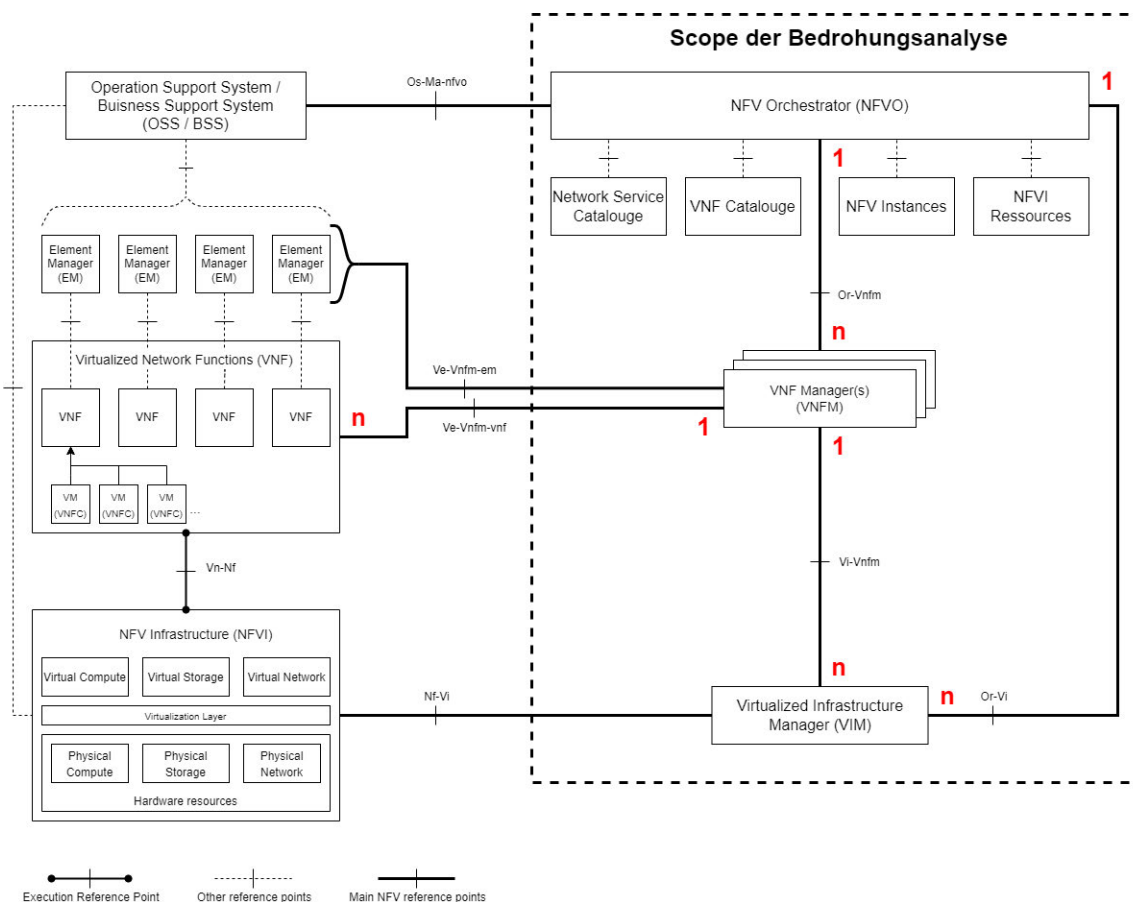 Scope der Bedrohungsanalyse
Operation Support System /
Buisness Support System
(OSS / BSS)
Os-Ma-nfvo
NFV Orchestrator (NFVO)
1
1
Network Service
Catalouge
VNF Catalouge
NFV Instances
NFVI
Ressources
Element
Manager
(EM)
Element
Manager
(EM)
Element
Manager
(EM)
Element
Manager
(EM)
Or-Vnfm
n
Virtualized Network Functions (VNF)
Ve-Vnfm-em
VNF Manager(s)
(VNFM)
VNF
VNF
VNF
VNF
n
Ve-Vnfm-vnf
1
1
VM
(VNFC)
VM
(VNFC)
VM
(VNFC)
...
Vn-Nf
Vi-Vnfm
NFV Infrastructure (NFVI)
Virtual Compute
Virtual Storage
Virtual Network
Nf-Vi
n
Virtualized Infrastructure
Manager (VIM)
n
Or-Vi
Virtualization Layer
Physical
Compute
Physical
Storage
Physical
Network
Hardware resources
Execution Reference Point
Other reference points
Main NFV reference points